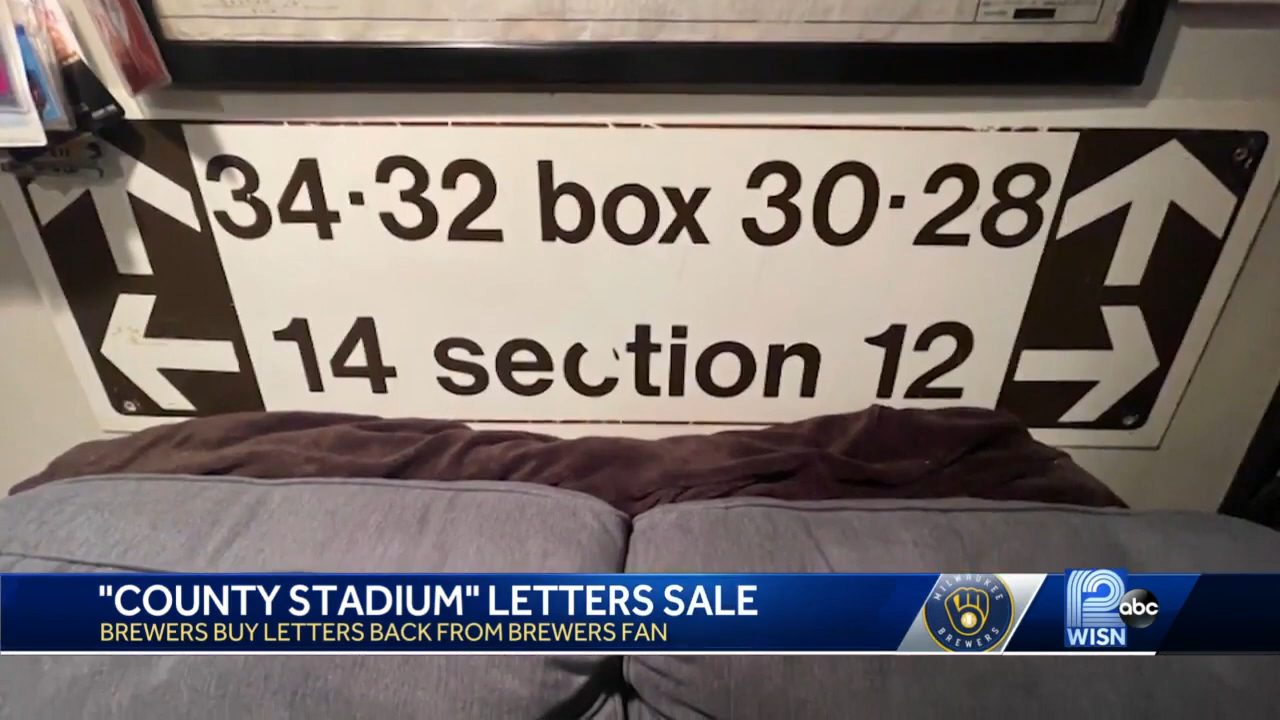 34·32 box 30·28
14 section 12
"COUNTY STADIUM" LETTERS SALE
BREWERS BUY LETTERS BACK FROM BREWERS FAN
MILWAUKEE
BREWERS
12
abc
WISN